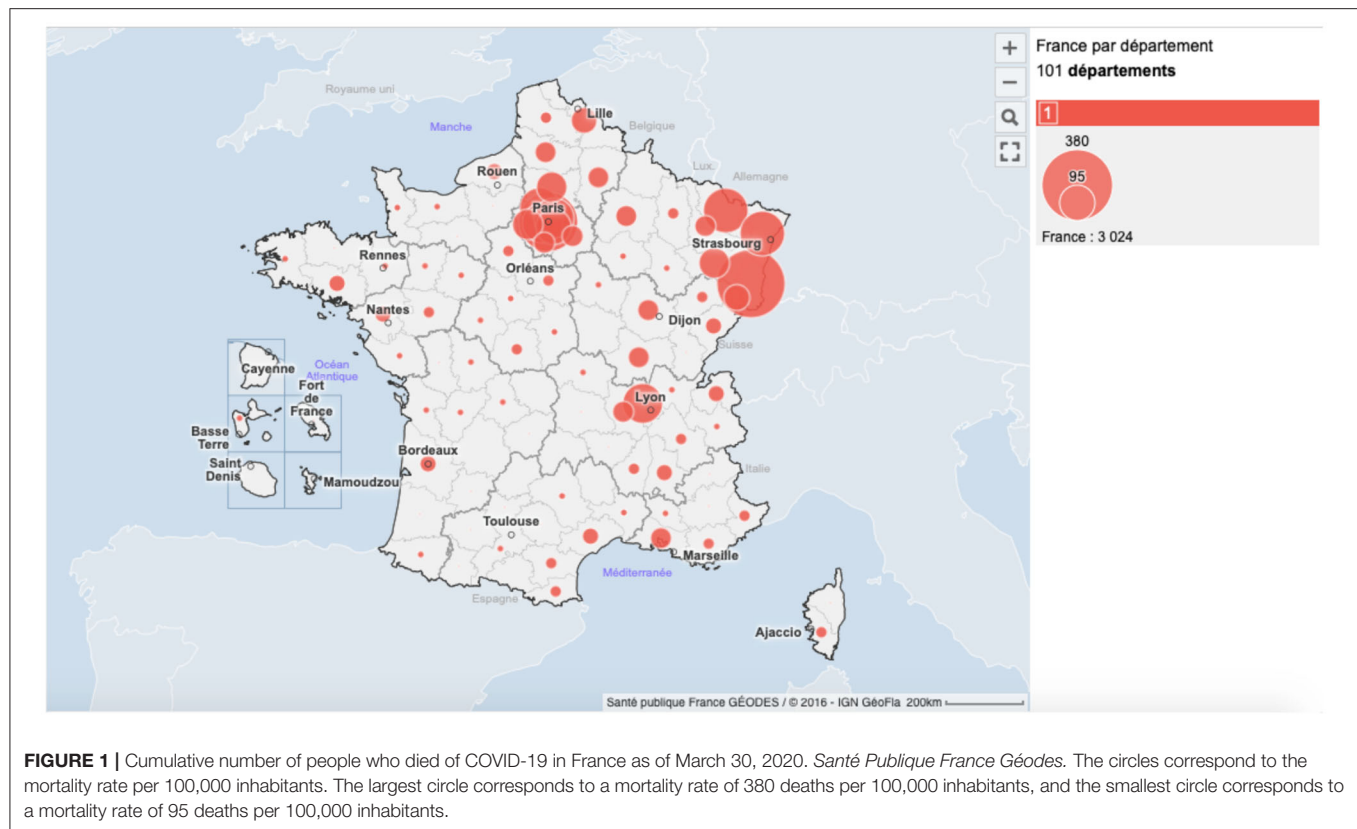 Royaume uni
Manche
Lille
Belgique
Lux.
Allemagne
Rouen
Paris
Strasbourg
Rennes
Orléans
Nantes
Dijon
Suisse
Océan
Atlantique
Cayenne
Fort
de
France
Lyon
Basse
Terre
Bordeaux
Saint
Denis
Mamoudzou
Italie
Toulouse
Marseille
Méditerranée
Espagne
Ajaccio
Santé publique France GÉODES / © 2016 - IGN GéoFla 200km
+
−
France par département
101 départements
1
380
95
France : 3 024
FIGURE 1 | Cumulative number of people who died of COVID-19 in France as of March 30, 2020. Santé Publique France Géodes. The circles correspond to the
mortality rate per 100,000 inhabitants. The largest circle corresponds to a mortality rate of 380 deaths per 100,000 inhabitants, and the smallest circle corresponds to
a mortality rate of 95 deaths per 100,000 inhabitants.